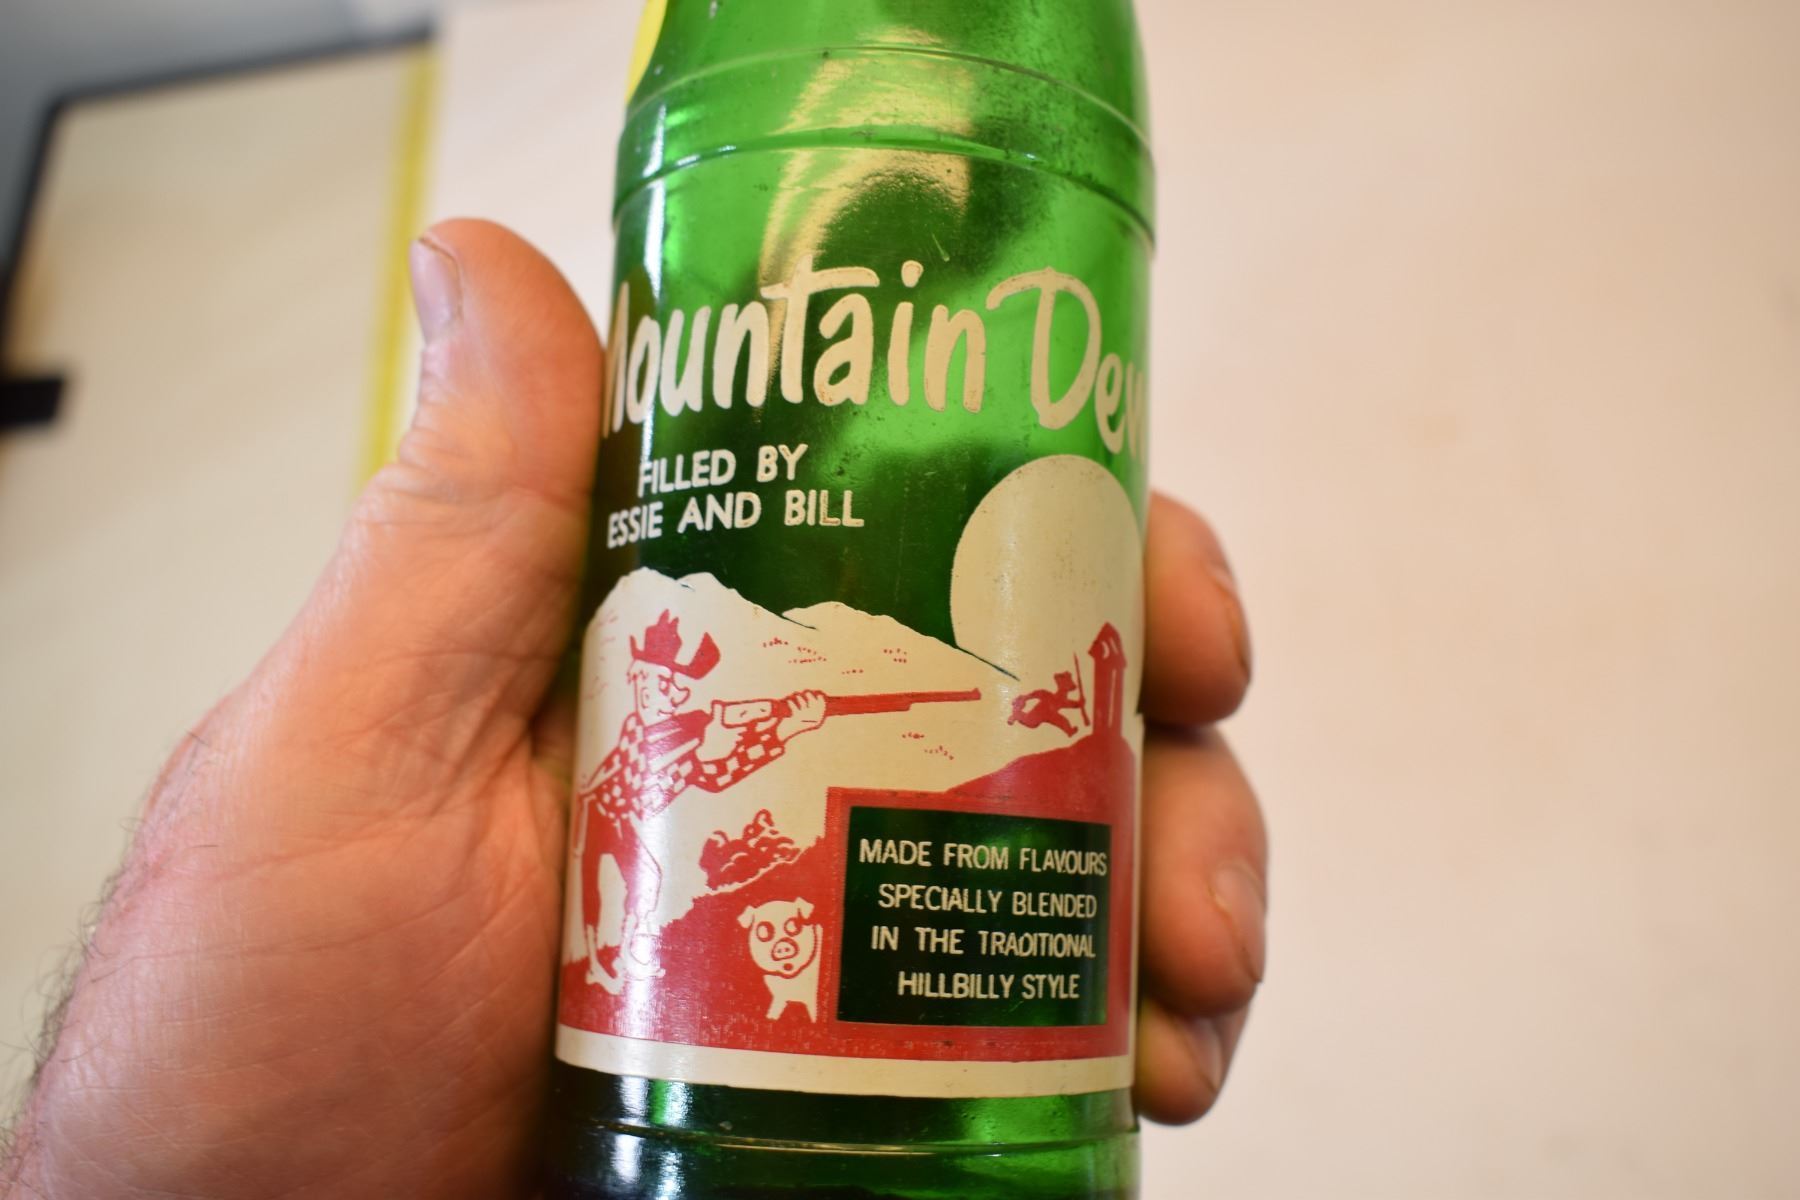 Mountain Dew
FILLED BY
ESSIE AND BILL
MADE FROM FLAVOURS
SPECIALLY BLENDED
IN THE TRADITIONAL
HILLBILLY STYLE